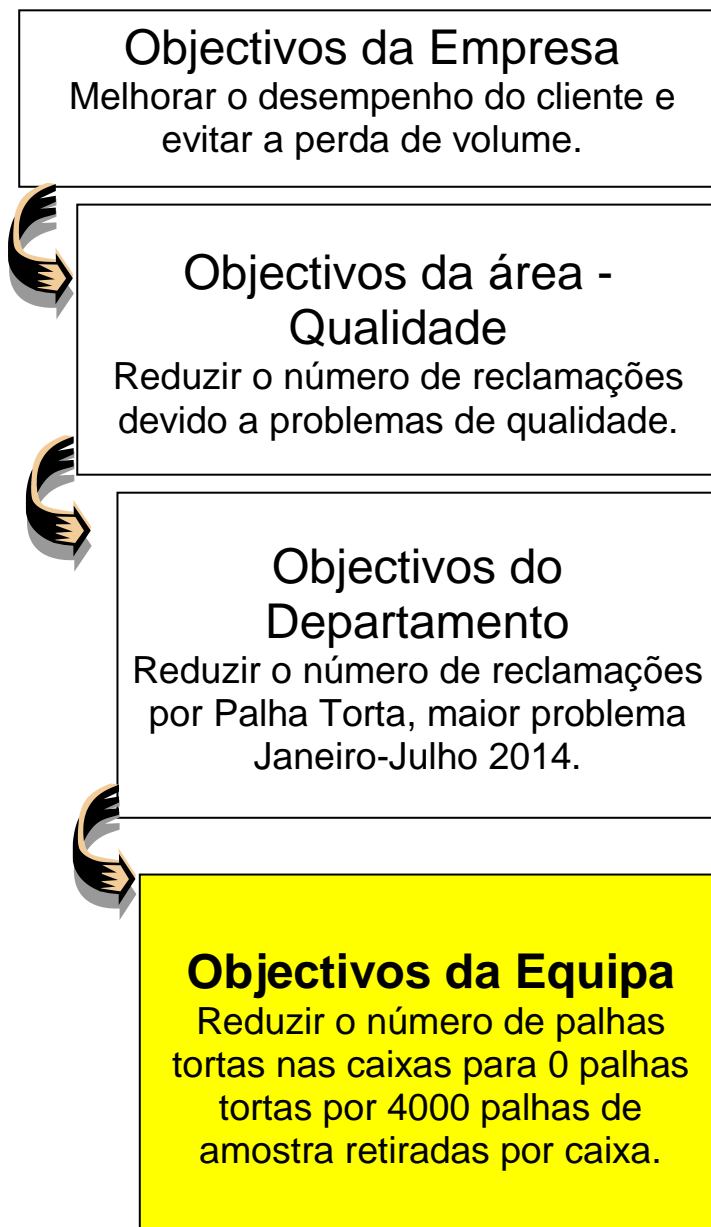 Objectivos da Empresa
Melhorar o desempenho do cliente e
evitar a perda de volume.
Objectivos da área -
Qualidade
Reduzir o número de reclamações
devido a problemas de qualidade.
Objectivos do
Departamento
Reduzir o número de reclamações
por Palha Torta, maior problema
Janeiro-Julho 2014.
Objectivos da Equipa
Reduzir o número de palhas
tortas nas caixas para 0 palhas
tortas por 4000 palhas de
amostra retiradas por caixa.